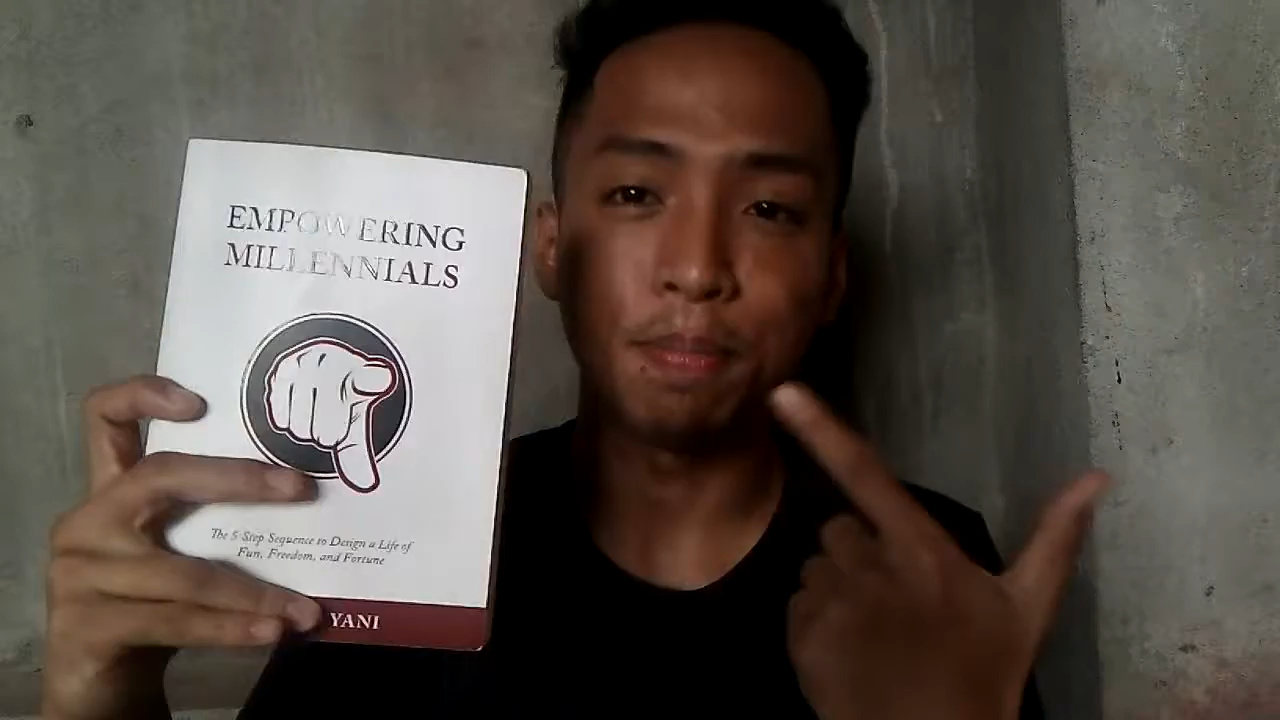 EMPOWERING
MILLENNIALS
The 5 Step Sequence to Design a Life of
Fun, Freedom, and Fortune
YANI